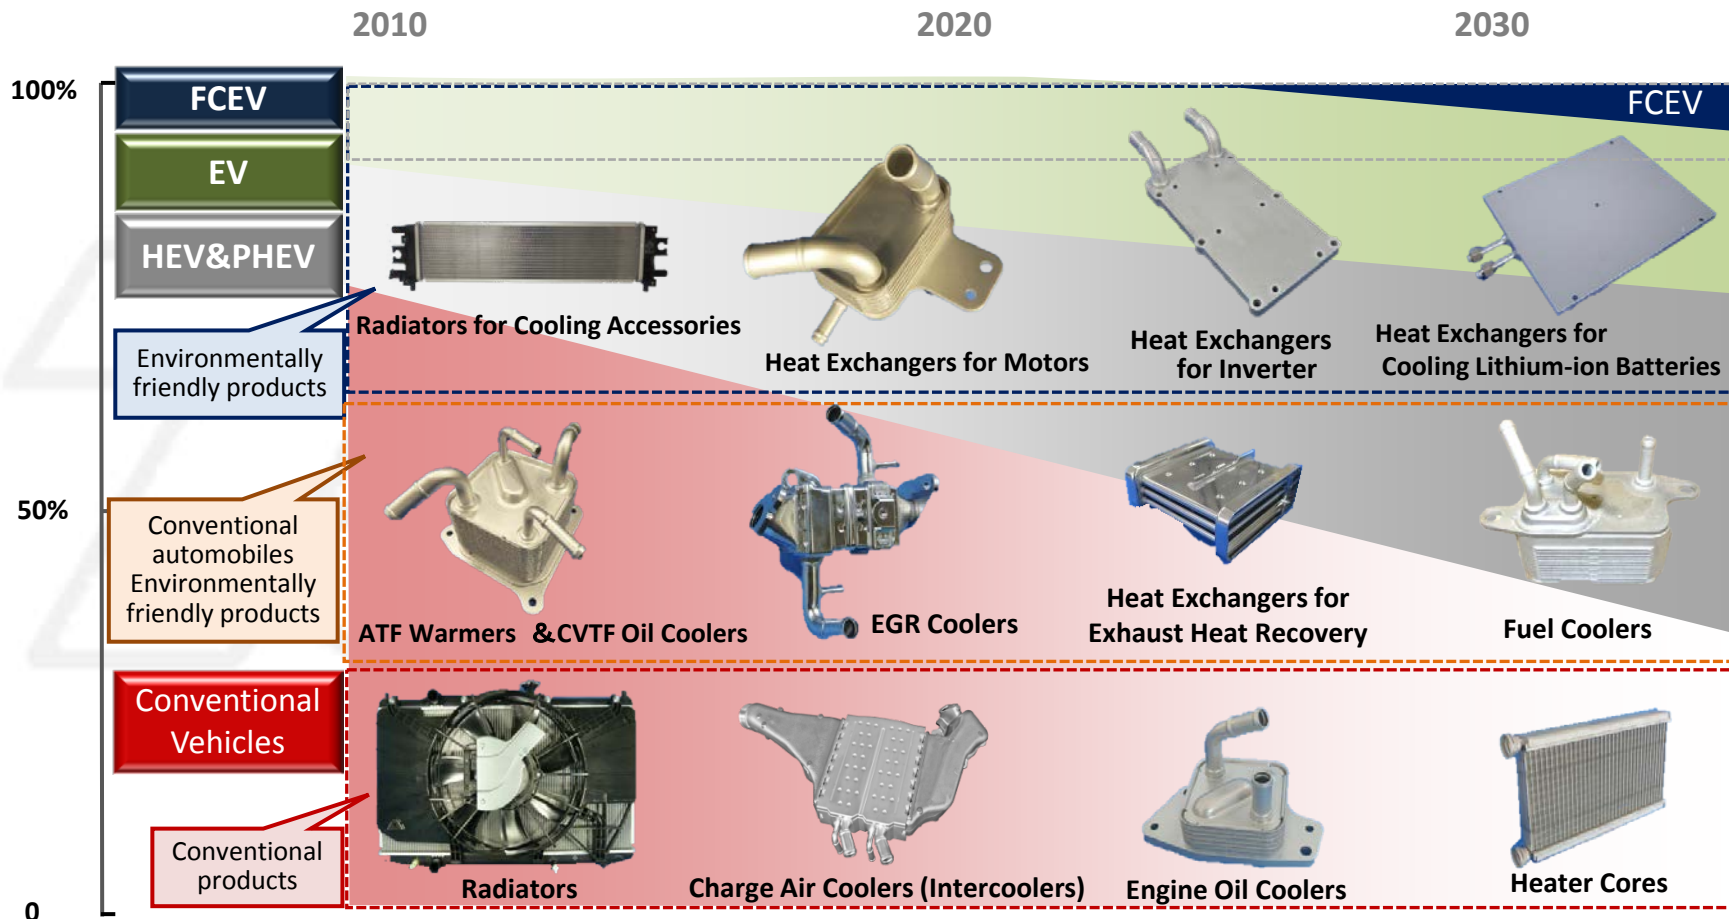 2010
2020
2030
100%
FCEV
FCEV
EV
HEV&PHEV
Radiators for Cooling Accessories
Heat Exchangers for Motors
Heat Exchangers
for Inverter
Heat Exchangers for
Cooling Lithium-ion Batteries
Environmentally
friendly products
50%
Conventional
automobiles
Environmentally
friendly products
ATF Warmers &CVTF Oil Coolers
EGR Coolers
Heat Exchangers for
Exhaust Heat Recovery
Fuel Coolers
Conventional
Vehicles
Conventional
products
Radiators
Charge Air Coolers (Intercoolers)
Engine Oil Coolers
Heater Cores
0